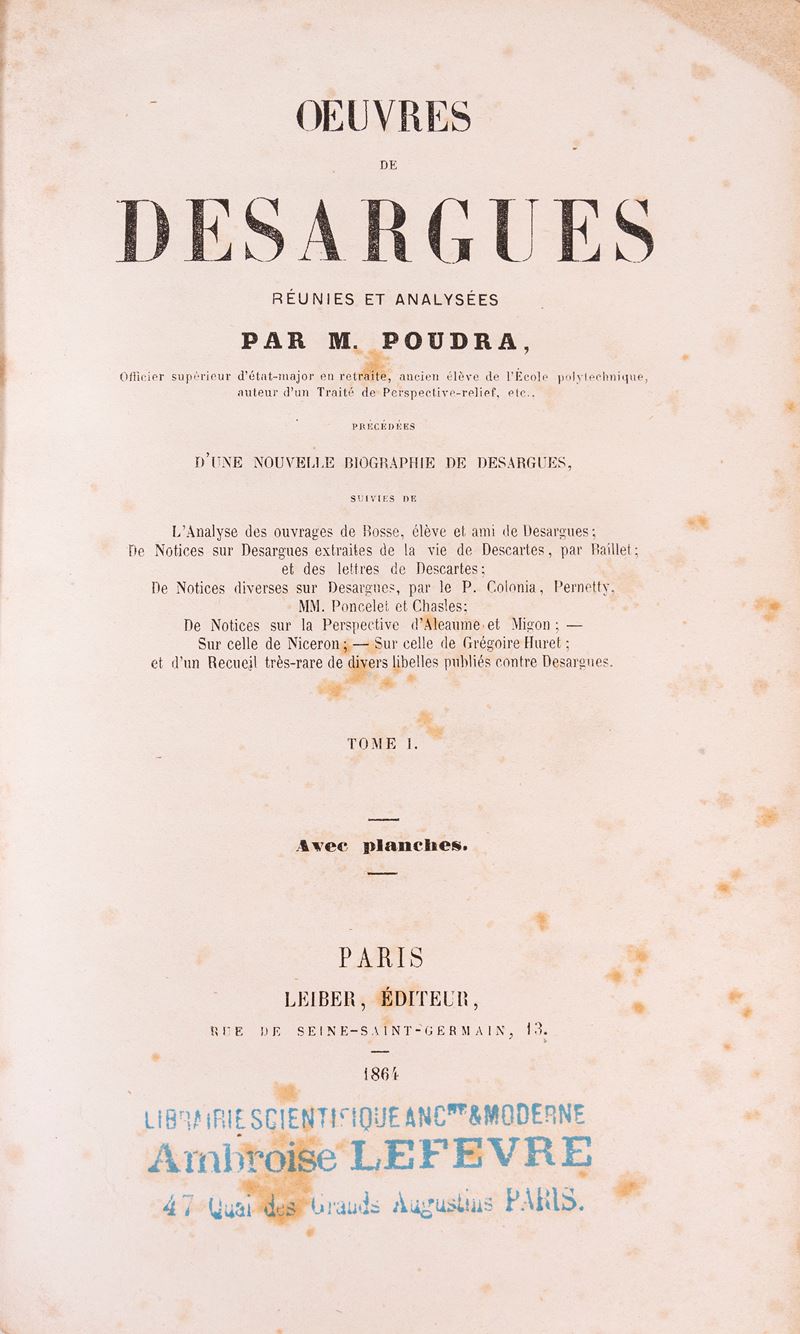 OEUVRES
DE
DESARGUES
RÉUNIES ET ANALYSÉES
PAR M. POUDRA,
Officier supérieur d'état-major en retraite, ancien élève de l'École polytechnique,
auteur d'un Traité de Perspective-relief, etc.,
PRÉCÉDÉES
D'UNE NOUVELLE BIOGRAPHIE DE DESARGUES,
SUIVIES DE
L'Analyse des ouvrages de Bosse, élève et ami de Desargues;
De Notices sur Desargues extraites de la vie de Descartes, par Baillet;
et des lettres de Descartes;
De Notices diverses sur Desargues, par le P. Colonia, Pernetty,
MM. Poncelet et Chasles;
De Notices sur la Perspective d'Aleaume et Migon; —
Sur celle de Niceron; — Sur celle de Grégoire Huret;
et d'un Recueil très-rare de divers libelles publiés contre Desargues.
TOME I.
Avec planches.
PARIS
LEIBER, ÉDITEUR,
RUE DE SEINE-SAINT-GERMAIN, 13.
1864
LIBRAIRIE SCIENTIFIQUE ANCNE & MODERNE
Ambroise LEFEVRE
47 Quai des Grands Augustins PARIS.